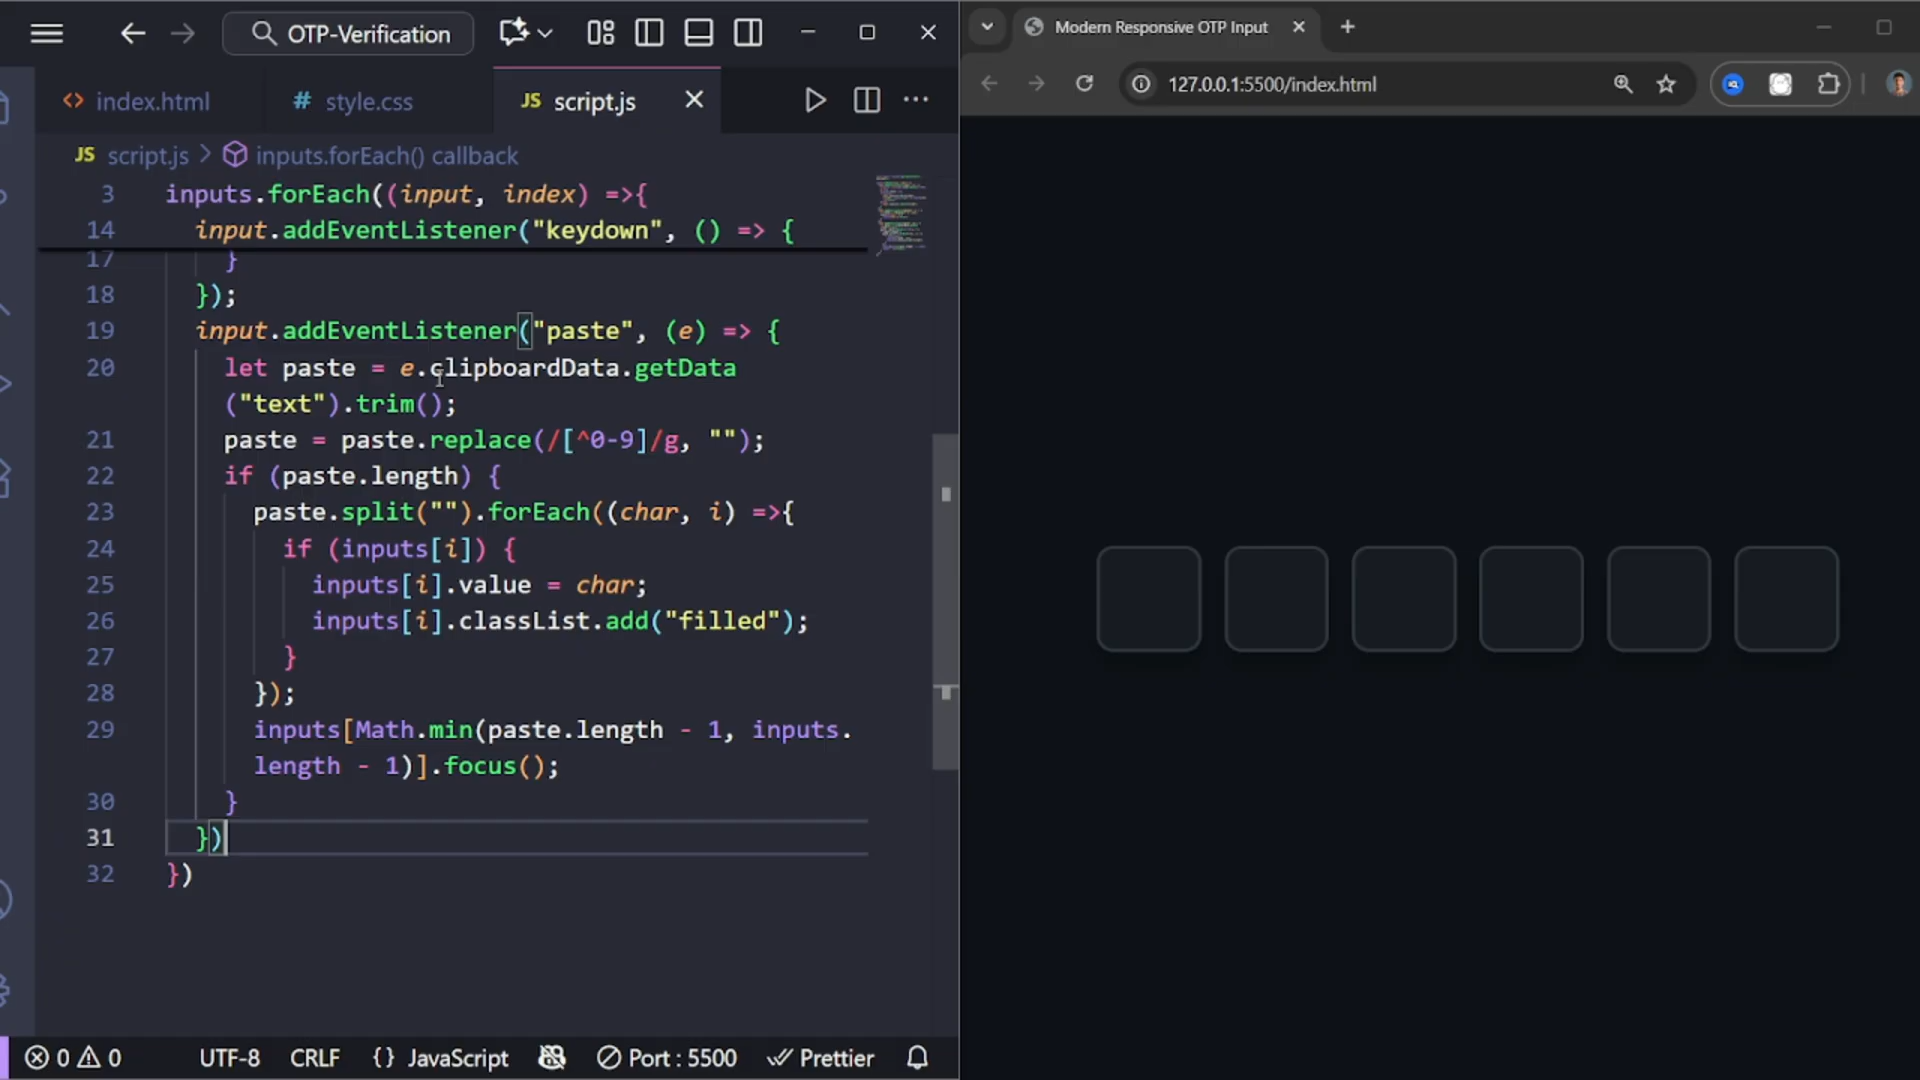 OTP-Verification
index.html
# style.css
JS script.js
JS script.js > inputs.forEach() callback
3 inputs.forEach((input, index) =>{
14 input.addEventListener("keydown", () => {
17 }
18 });
19 input.addEventListener("paste", (e) => {
20 let paste = e.clipboardData.getData
("text").trim();
21 paste = paste.replace(/[^0-9]/g, "");
22 if (paste.length) {
23 paste.split("").forEach((char, i) =>{
24 if (inputs[i]) {
25 inputs[i].value = char;
26 inputs[i].classList.add("filled");
27 }
28 });
29 inputs[Math.min(paste.length - 1, inputs.
length - 1)].focus();
30 }
31 })
32 })
0 0 UTF-8 CRLF {} JavaScript Port : 5500 Prettier
Modern Responsive OTP Input
127.0.0.1:5500/index.html